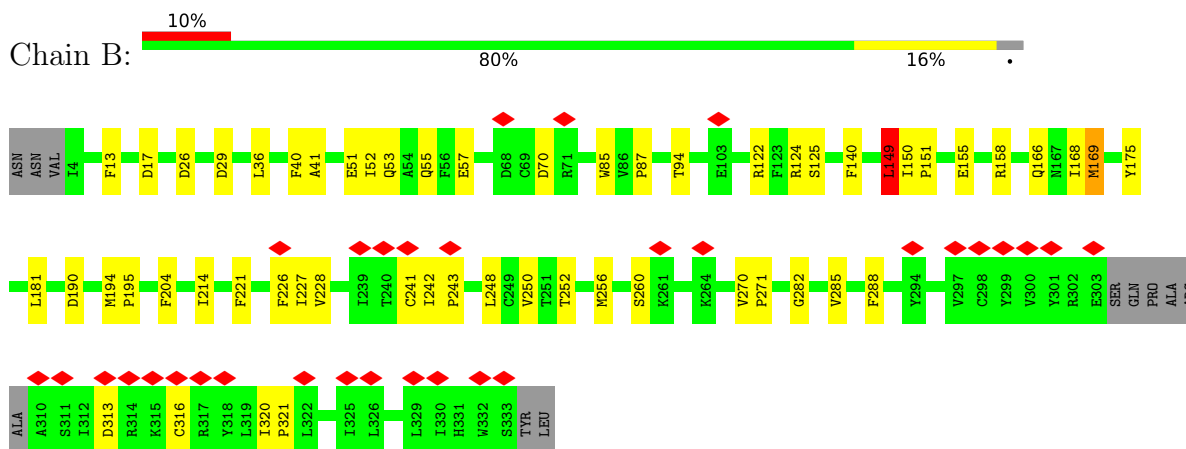 10%
Chain B:
80% 16% •
ASN ASN VAL I4 F13 D17 D26 D29 L36 F40 A41 E51 I52 Q53 A54 Q55 F56 E57 D68 C69 D70 R71 W85 V86 P87 T94 E103 R122 F123 R124 S125 F140 L149 I150 P151 E155 R158 Q166 N167 I168 M169 Y175
L181 D190 M194 P195 F204 I214 F221 F226 I227 V228 I239 T240 C241 I242 P243 L248 C249 V250 T251 T252 M256 S260 K261 K264 V270 P271 G282 V285 F288 Y294 V297 C298 Y299 V300 Y301 R302 E303 SER GLN PRO ALA
ALA A310 S311 I312 D313 R314 K315 C316 R317 Y318 L319 I320 P321 L322 I325 L326 L329 I330 H331 W332 S333 TYR LEU